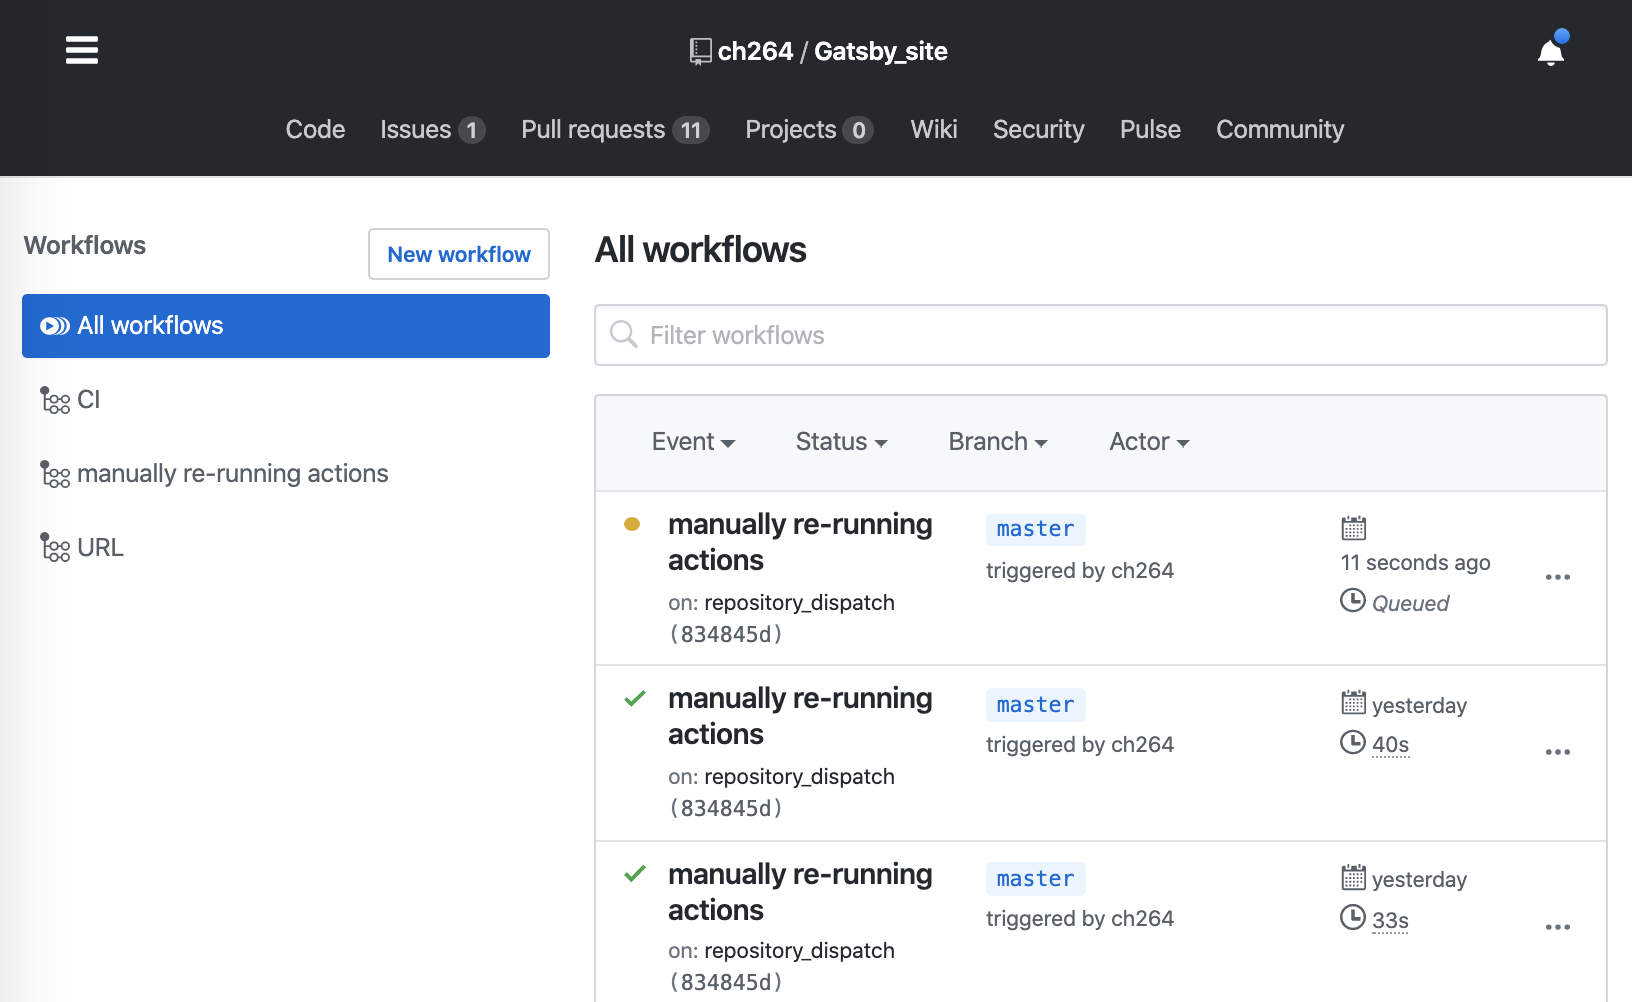 ch264 / Gatsby_site
Code Issues 1 Pull requests 11 Projects 0 Wiki Security Pulse Community
Workflows
New workflow
All workflows
CI
manually re-running actions
URL
All workflows
Filter workflows
Event Status Branch Actor
manually re-running
actions
on: repository_dispatch
(834845d)
master
triggered by ch264
11 seconds ago
Queued
manually re-running
actions
on: repository_dispatch
(834845d)
master
triggered by ch264
yesterday
40s
manually re-running
actions
on: repository_dispatch
(834845d)
master
triggered by ch264
yesterday
33s